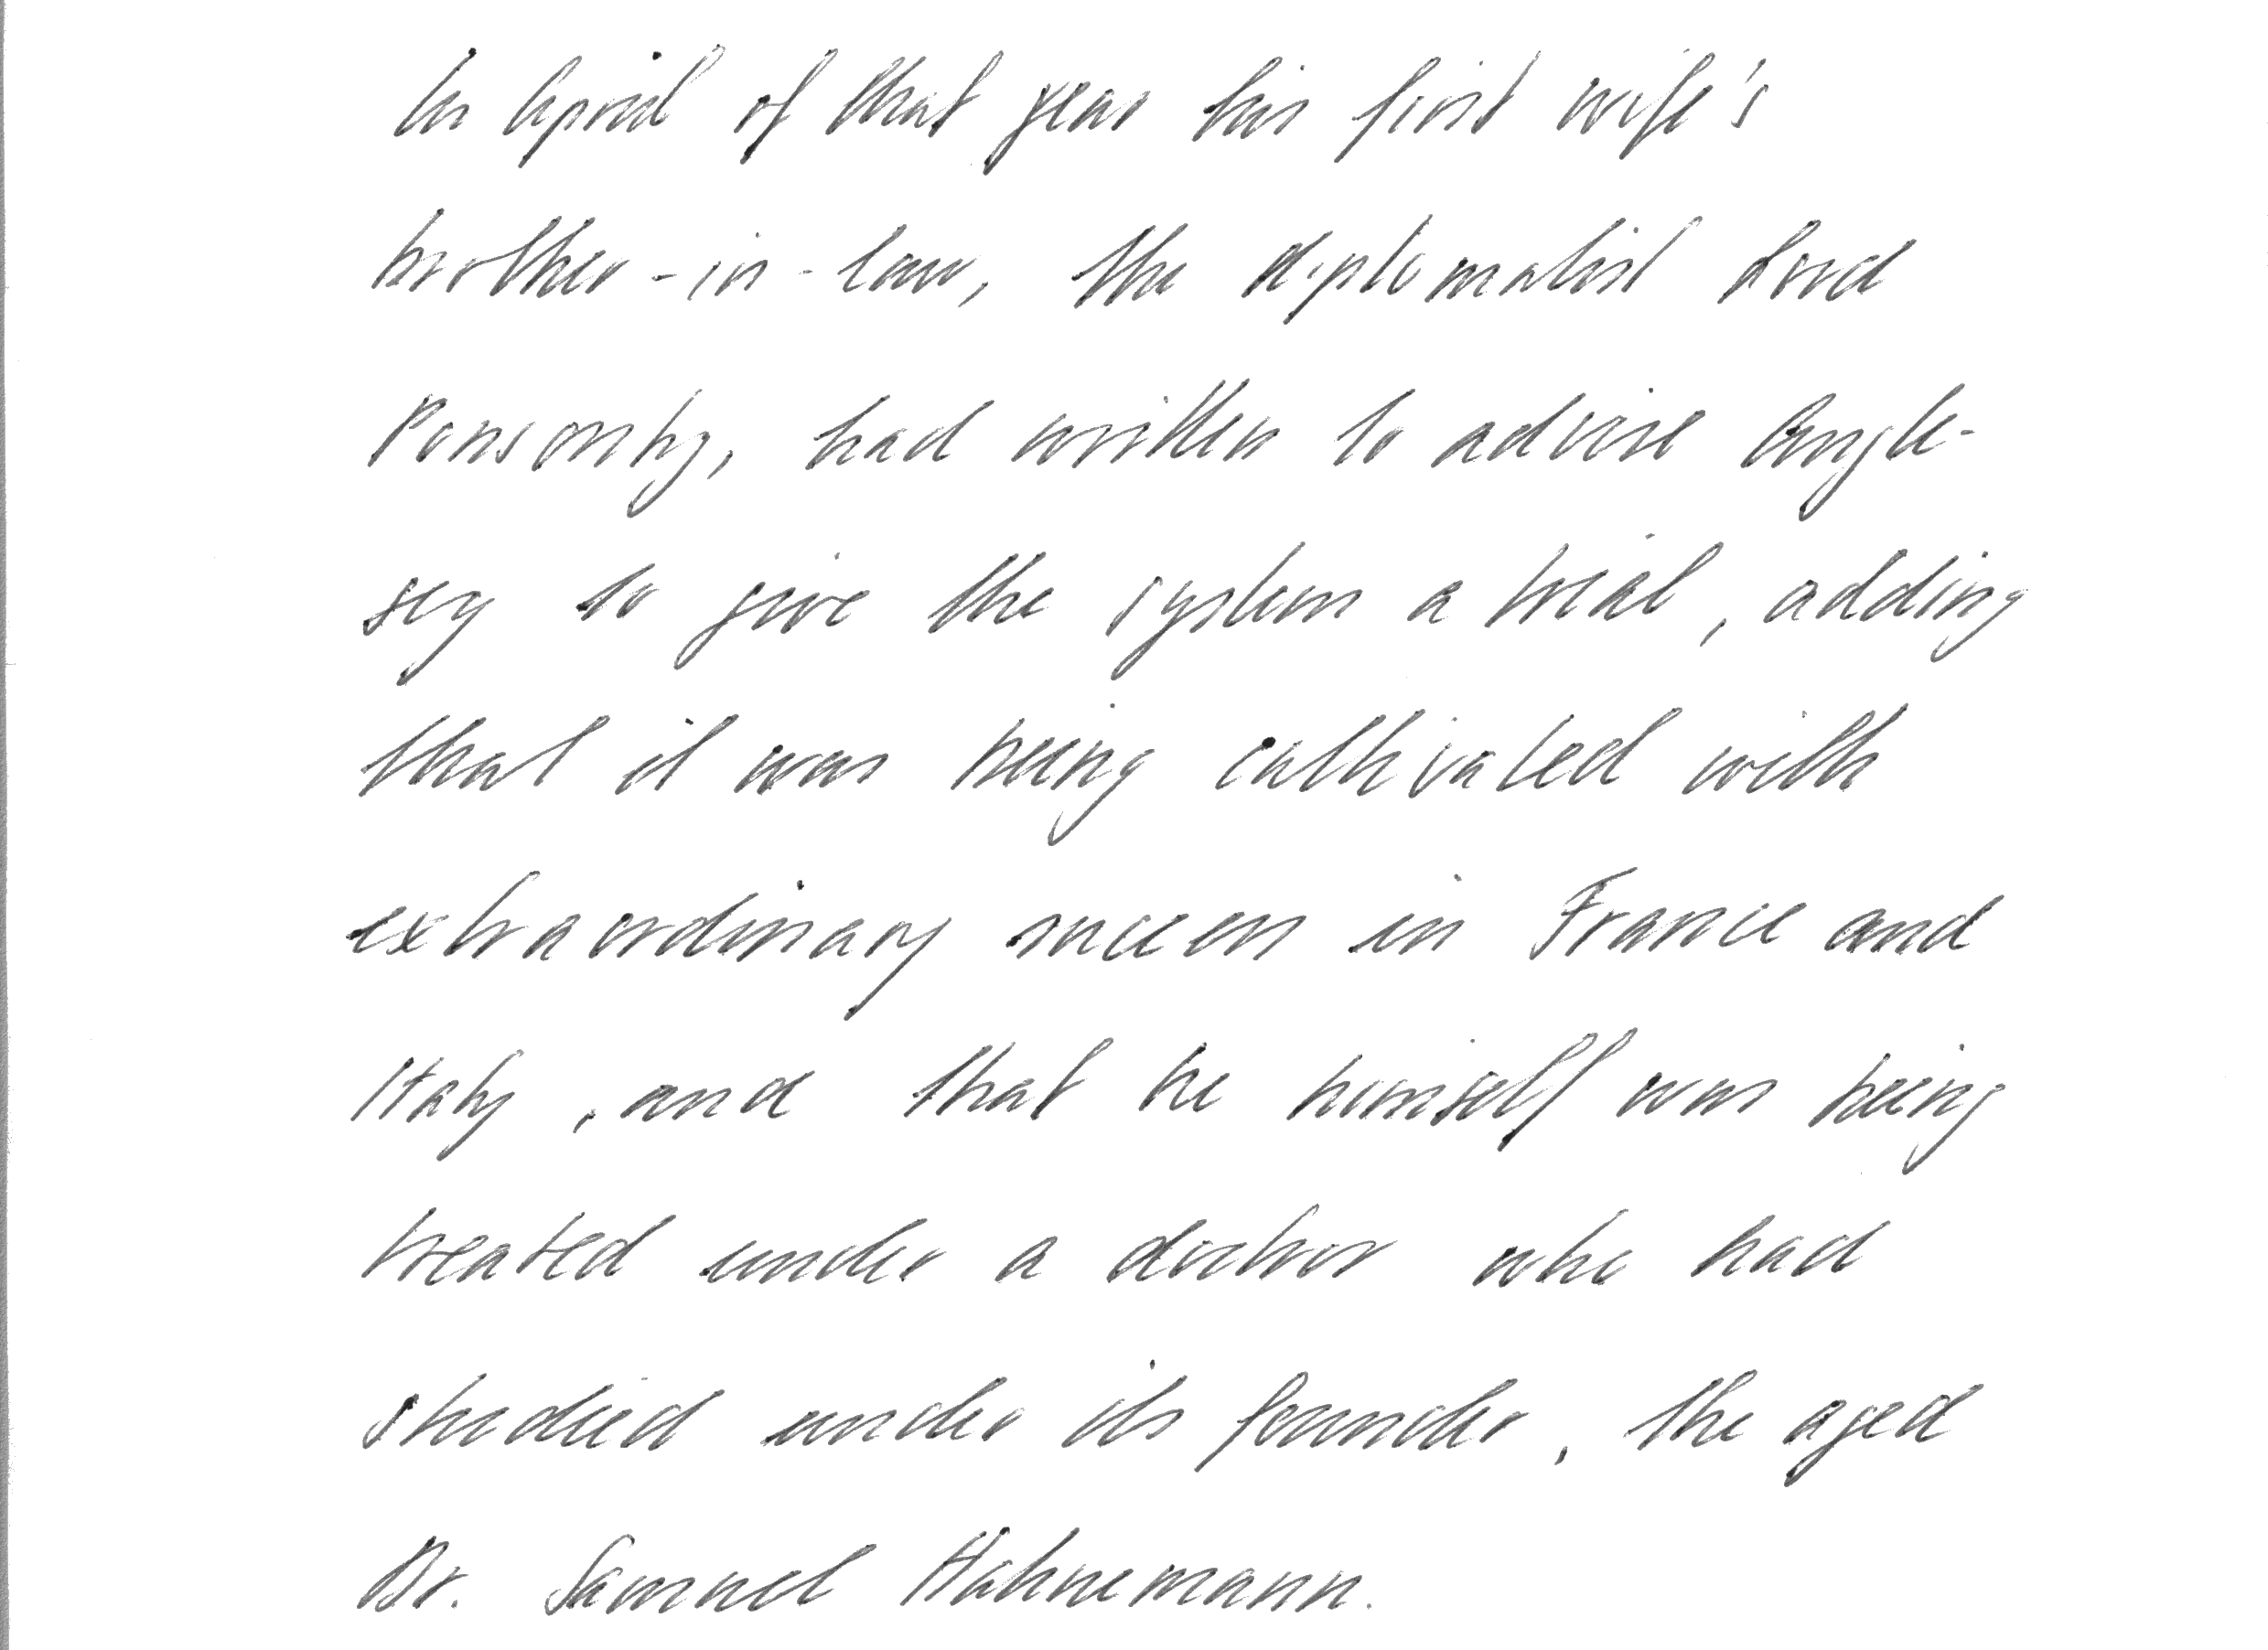 In April of that year his first wife's
brother-in-law, the diplomatist Lord
Ponsonby, had written to advise Angle-
sey to give the system a trial, adding
that it was being cultivated with
extraordinary success in France and
Italy, and that he himself was being
treated under a doctor who had
studied under its founder, the aged
Dr. Samuel Hahnemann.